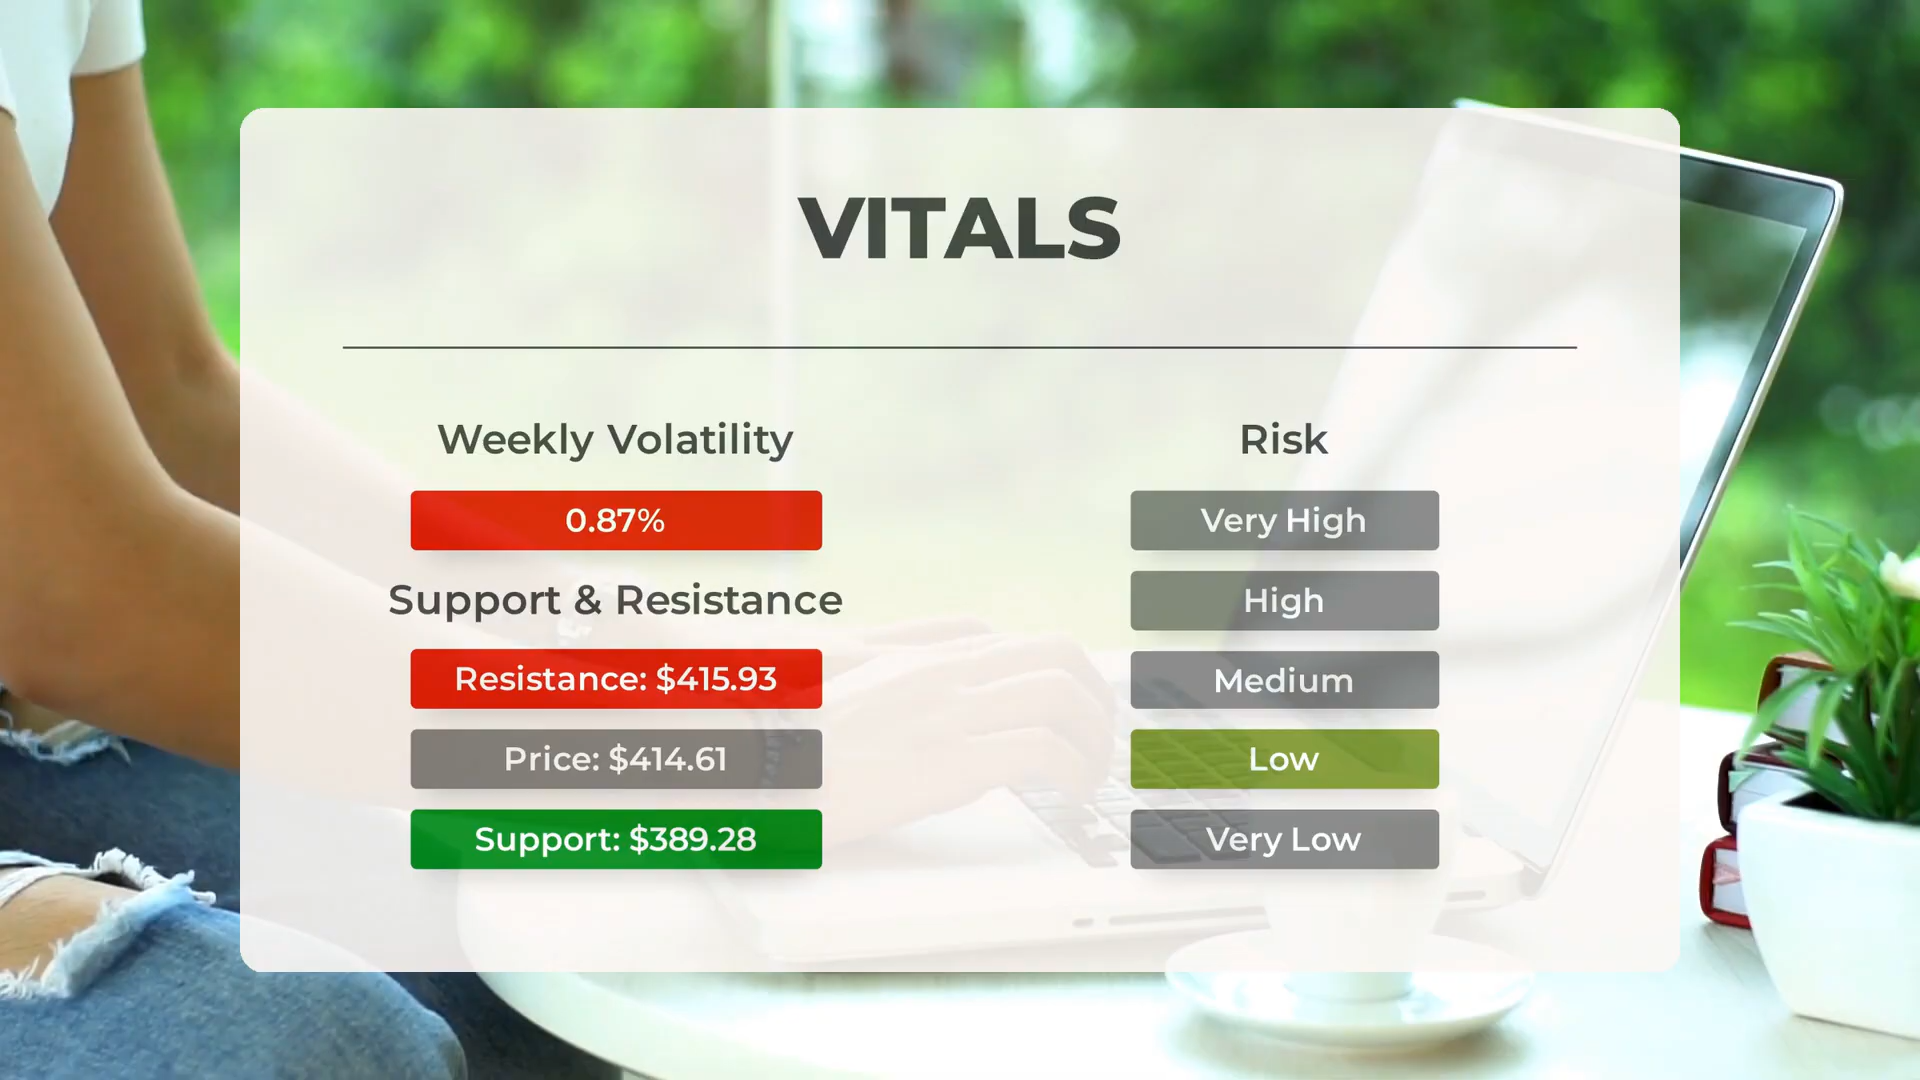 VITALS
Weekly Volatility
0.87%
Support & Resistance
Resistance: $415.93
Price: $414.61
Support: $389.28
Risk
Very High
High
Medium
Low
Very Low